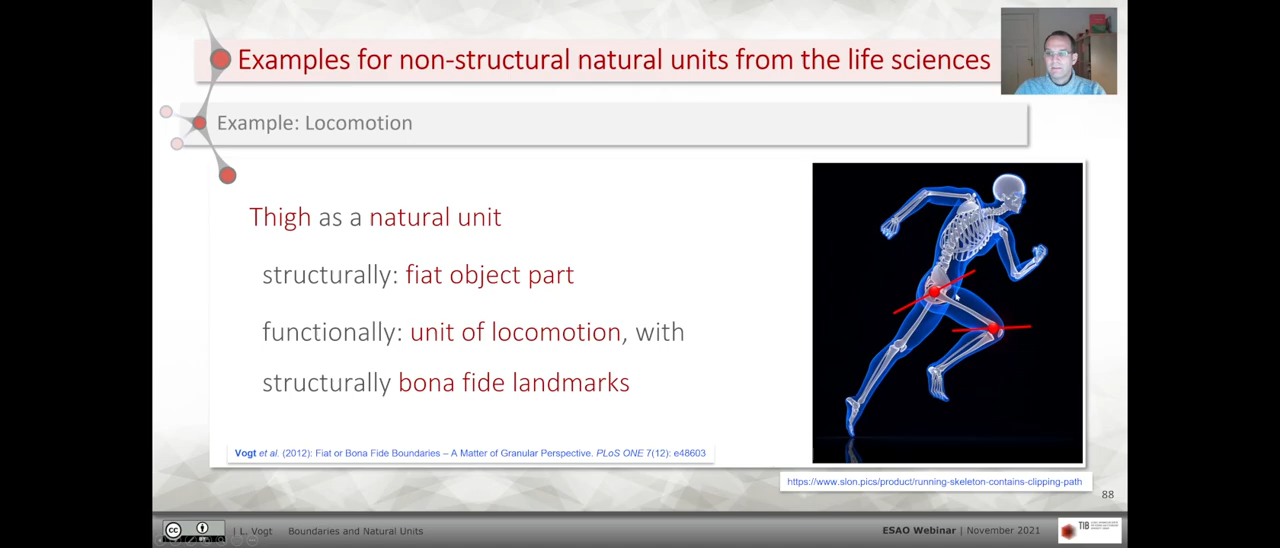 Examples for non-structural natural units from the life sciences
Example: Locomotion
Thigh as a natural unit
structurally: fiat object part
functionally: unit of locomotion, with
structurally bona fide landmarks
Vogt et al. (2012): Fiat or Bona Fide Boundaries – A Matter of Granular Perspective. PLoS ONE 7(12): e48603
https://www.slon.pics/product/running-skeleton-contains-clipping-path
88
cc
| L. Vogt Boundaries and Natural Units
ESAO Webinar | November 2021
TIB